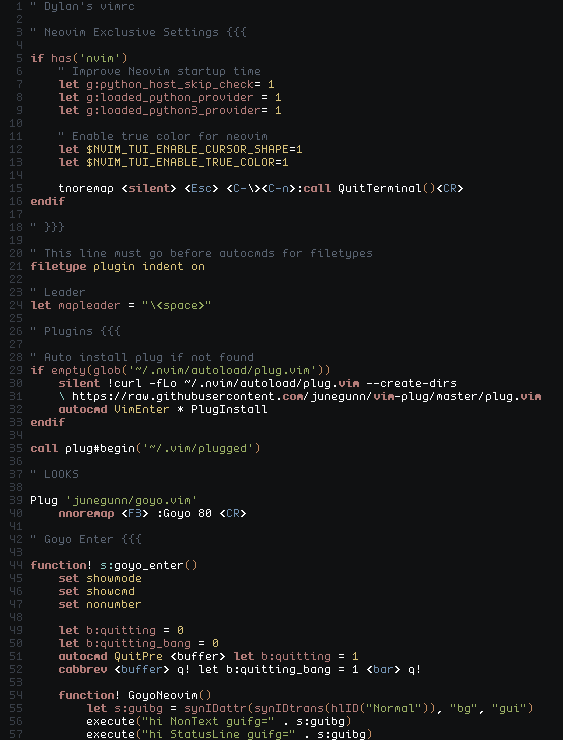 1 " Dylan's vimrc
2
3 " Neovim Exclusive Settings {{{
4
5 if has('nvim')
6     " Improve Neovim startup time
7     let g:python_host_skip_check= 1
8     let g:loaded_python_provider = 1
9     let g:loaded_python3_provider= 1
10
11     " Enable true color for neovim
12     let $NVIM_TUI_ENABLE_CURSOR_SHAPE=1
13     let $NVIM_TUI_ENABLE_TRUE_COLOR=1
14
15     tnoremap <silent> <Esc> <C-\><C-n>:call QuitTerminal()<CR>
16 endif
17
18 " }}}
19
20 " This line must go before autocmds for filetypes
21 filetype plugin indent on
22
23 " Leader
24 let mapleader = "\<space>"
25
26 " Plugins {{{
27
28 " Auto install plug if not found
29 if empty(glob('~/.nvim/autoload/plug.vim'))
30     silent !curl -fLo ~/.nvim/autoload/plug.vim --create-dirs
31     \ https://raw.githubusercontent.com/junegunn/vim-plug/master/plug.vim
32     autocmd VimEnter * PlugInstall
33 endif
34
35 call plug#begin('~/.vim/plugged')
36
37 " LOOKS
38
39 Plug 'junegunn/goyo.vim'
40     nnoremap <F3> :Goyo 80 <CR>
41
42 " Goyo Enter {{{
43
44 function! s:goyo_enter()
45     set showmode
46     set showcmd
47     set nonumber
48
49     let b:quitting = 0
50     let b:quitting_bang = 0
51     autocmd QuitPre <buffer> let b:quitting = 1
52     cabbrev <buffer> q! let b:quitting_bang = 1 <bar> q!
53
54     function! GoyoNeovim()
55         let s:guibg = synIDattr(synIDtrans(hlID("Normal")), "bg", "gui")
56         execute("hi NonText guifg=" . s:guibg)
57         execute("hi StatusLine guifg=" . s:guibg)